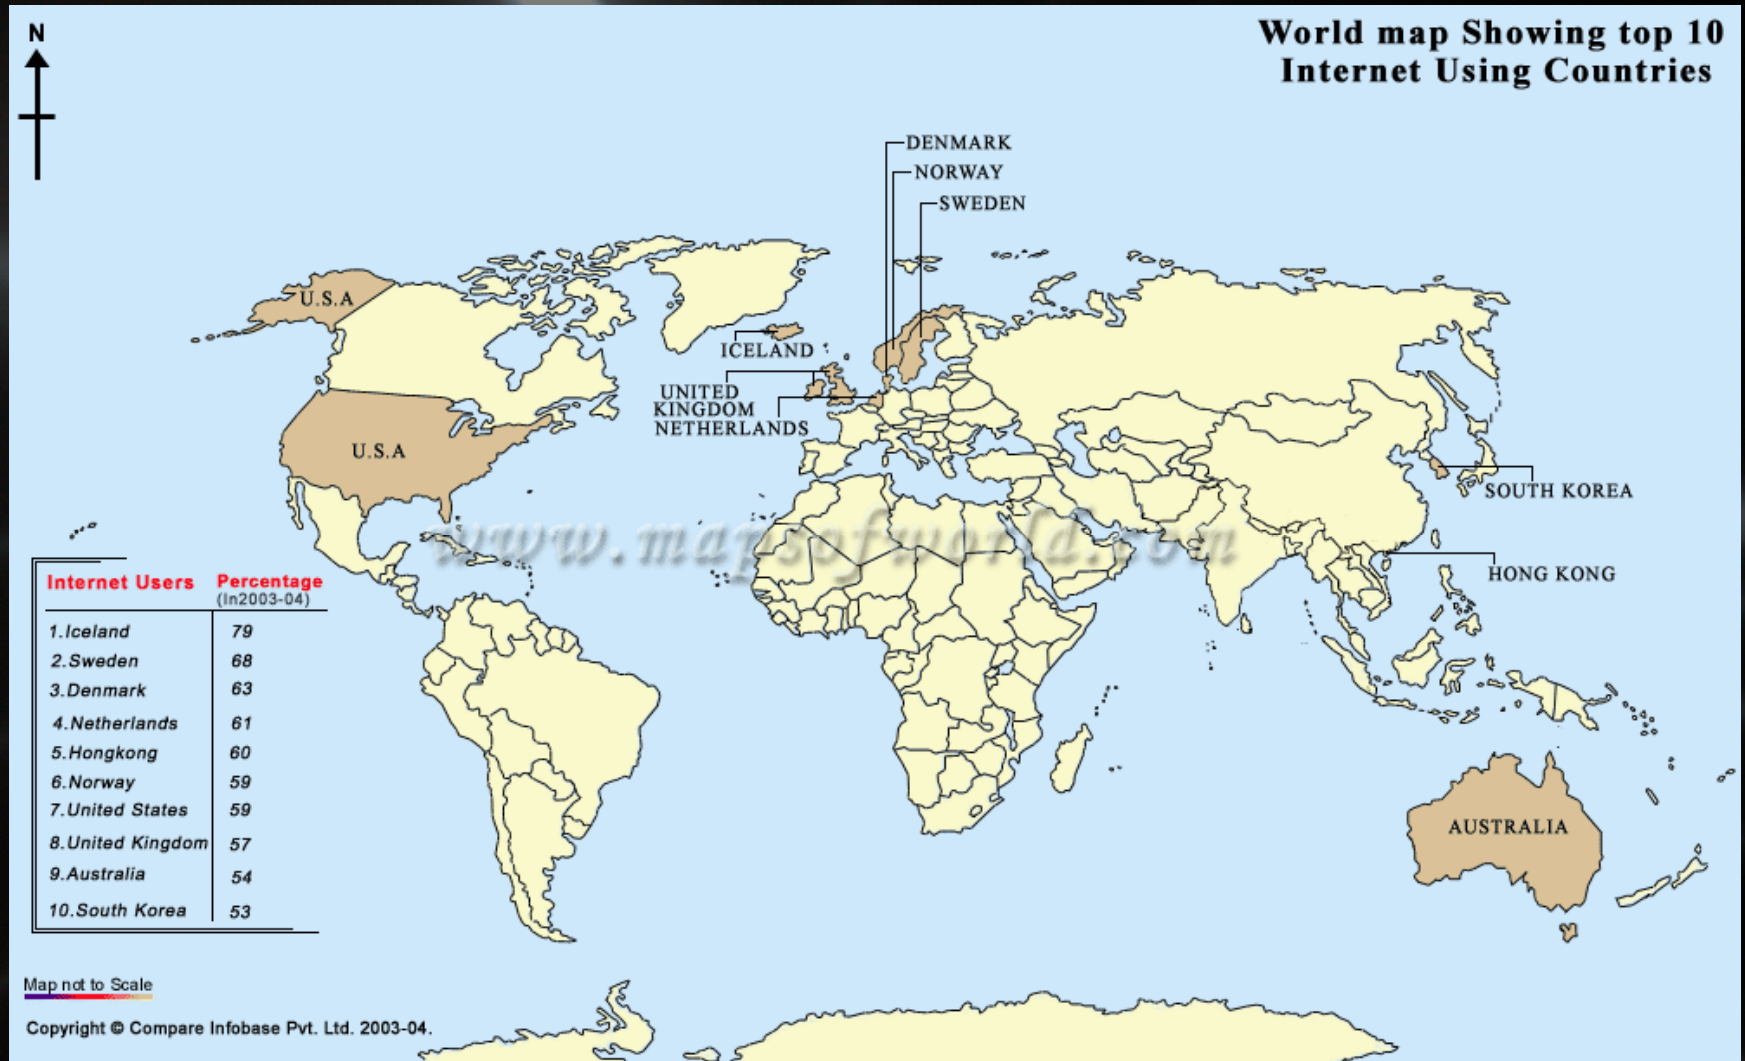 N
World map Showing top 10
Internet Using Countries
DENMARK
NORWAY
SWEDEN
U.S.A
ICELAND
UNITED
KINGDOM
NETHERLANDS
U.S.A
SOUTH KOREA
www.mapsofworld.com
HONG KONG
Internet Users Percentage
(In2003-04)
1.Iceland 79
2.Sweden 68
3.Denmark 63
4.Netherlands 61
5.Hongkong 60
6.Norway 59
7.United States 59
8.United Kingdom 57
9.Australia 54
10.South Korea 53
AUSTRALIA
Map not to Scale
Copyright © Compare Infobase Pvt. Ltd. 2003-04.